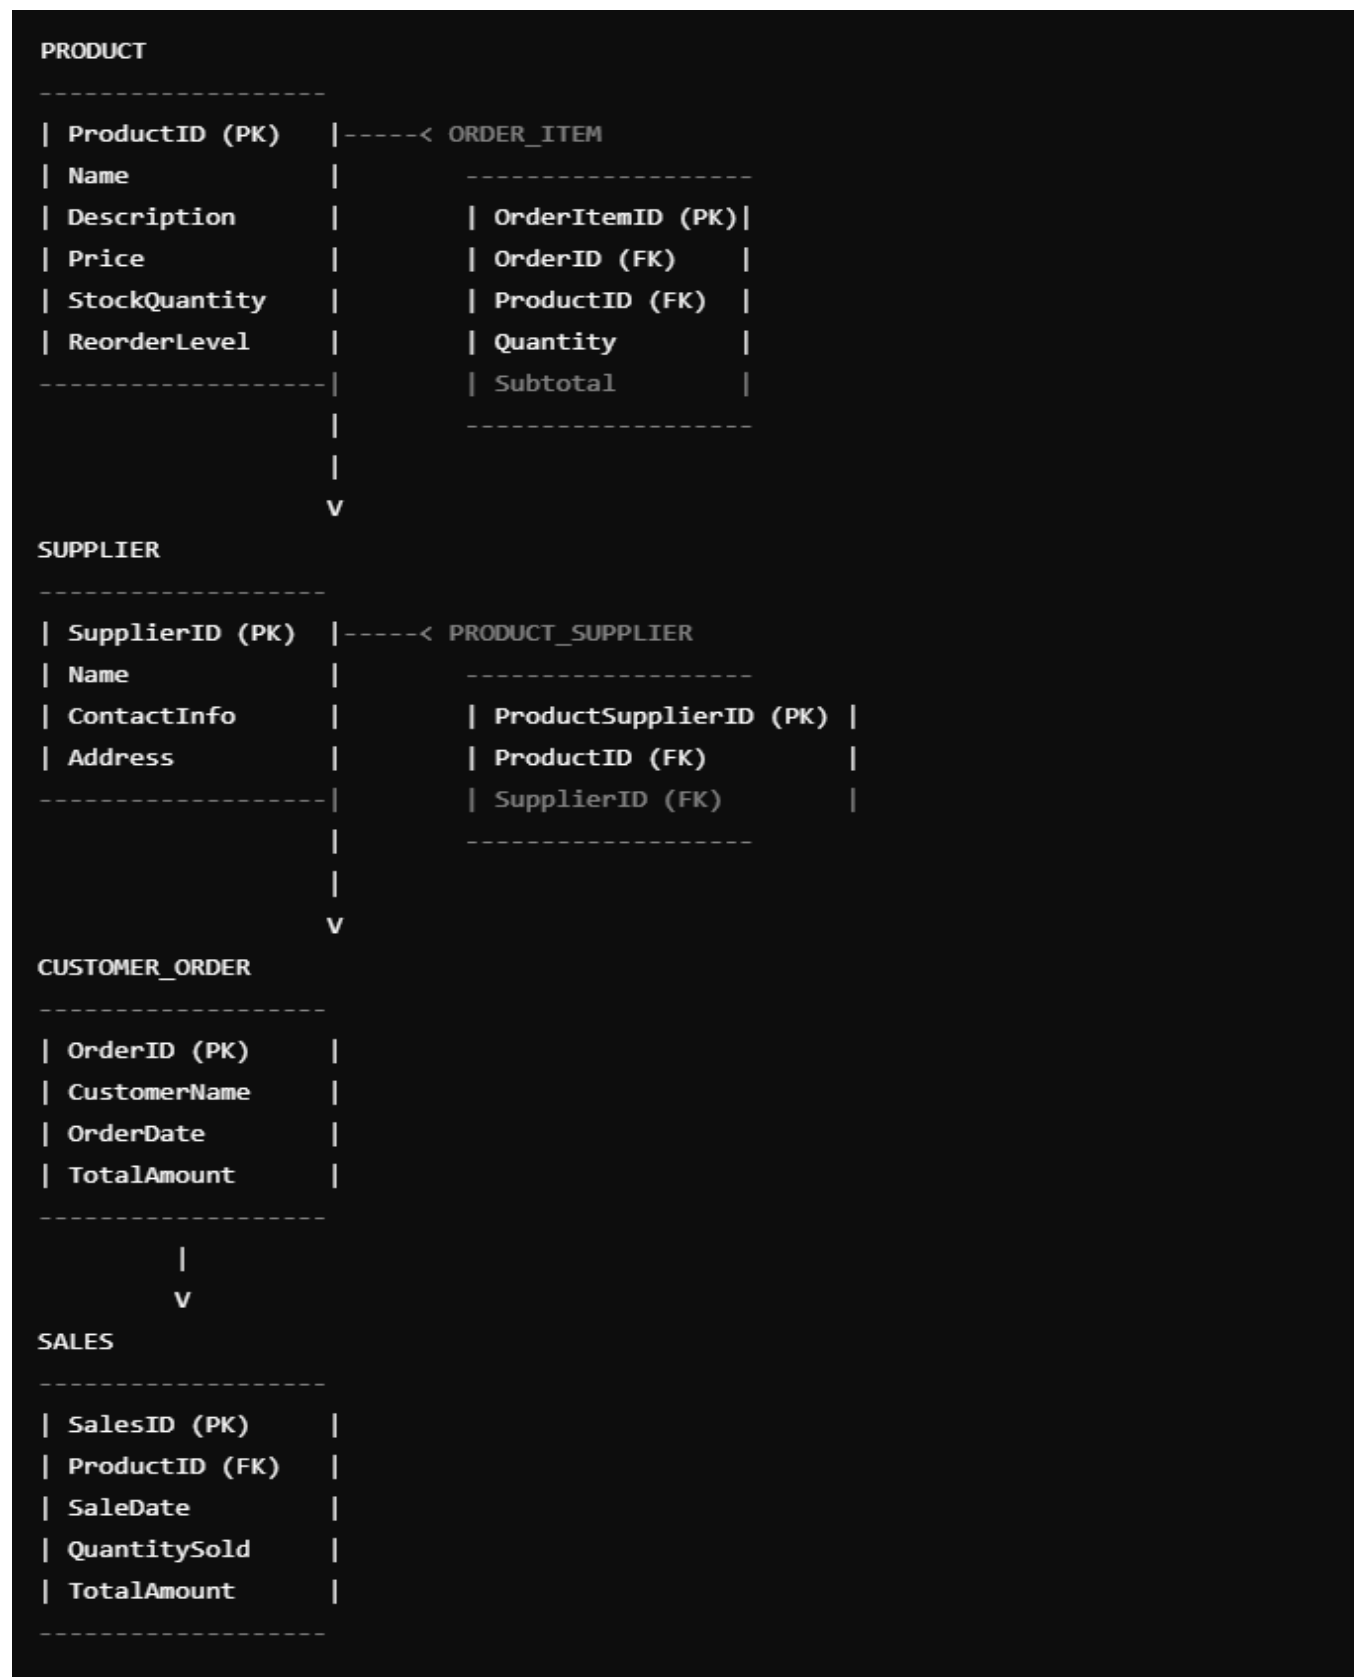 PRODUCT
-------------------
| ProductID (PK)   |-----< ORDER_ITEM
| Name             |        -------------------
| Description      |        | OrderItemID (PK)|
| Price            |        | OrderID (FK)    |
| StockQuantity    |        | ProductID (FK)  |
| ReorderLevel     |        | Quantity        |
-------------------|        | Subtotal        |
                   |        -------------------
                   |
                   v
SUPPLIER
-------------------
| SupplierID (PK)  |-----< PRODUCT_SUPPLIER
| Name             |        -------------------
| ContactInfo      |        | ProductSupplierID (PK) |
| Address          |        | ProductID (FK)         |
-------------------|        | SupplierID (FK)        |
                   |        -------------------
                   |
                   v
CUSTOMER_ORDER
-------------------
| OrderID (PK)     |
| CustomerName     |
| OrderDate        |
| TotalAmount      |
-------------------
         |
         v
SALES
-------------------
| SalesID (PK)     |
| ProductID (FK)   |
| SaleDate         |
| QuantitySold     |
| TotalAmount      |
-------------------